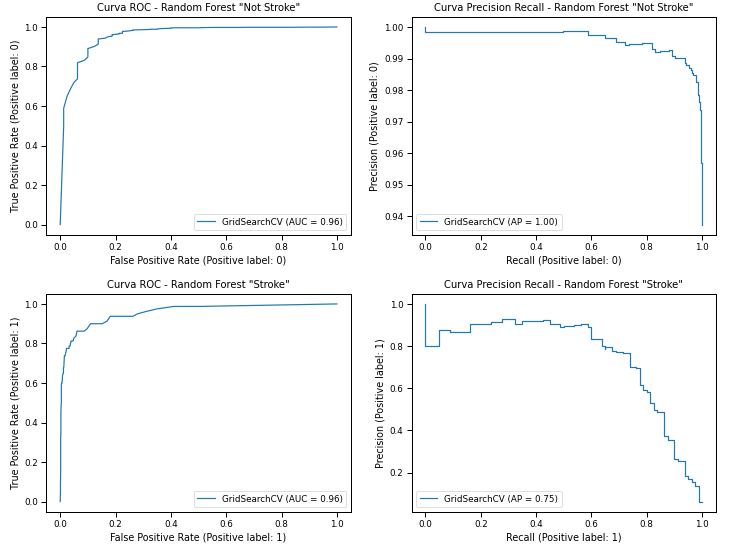 Curva ROC - Random Forest "Not Stroke"
True Positive Rate (Positive label: 0)
1.0
0.8
0.6
0.4
0.2
0.0
0.0 0.2 0.4 0.6 0.8 1.0
False Positive Rate (Positive label: 0)
GridSearchCV (AUC = 0.96)
Curva Precision Recall - Random Forest "Not Stroke"
Precision (Positive label: 0)
1.00
0.99
0.98
0.97
0.96
0.95
0.94
0.0 0.2 0.4 0.6 0.8 1.0
Recall (Positive label: 0)
GridSearchCV (AP = 1.00)
Curva ROC - Random Forest "Stroke"
True Positive Rate (Positive label: 1)
1.0
0.8
0.6
0.4
0.2
0.0
0.0 0.2 0.4 0.6 0.8 1.0
False Positive Rate (Positive label: 1)
GridSearchCV (AUC = 0.96)
Curva Precision Recall - Random Forest "Stroke"
Precision (Positive label: 1)
1.0
0.8
0.6
0.4
0.2
0.0 0.2 0.4 0.6 0.8 1.0
Recall (Positive label: 1)
GridSearchCV (AP = 0.75)